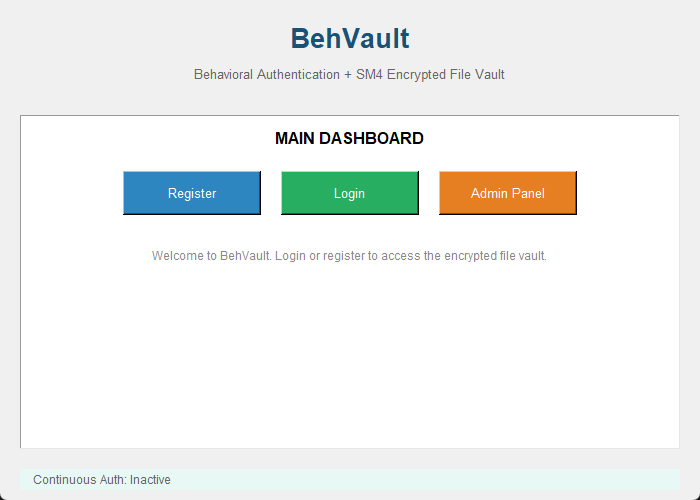 BehVault
Behavioral Authentication + SM4 Encrypted File Vault
MAIN DASHBOARD
Register
Login
Admin Panel
Welcome to BehVault. Login or register to access the encrypted file vault.
Continuous Auth: Inactive